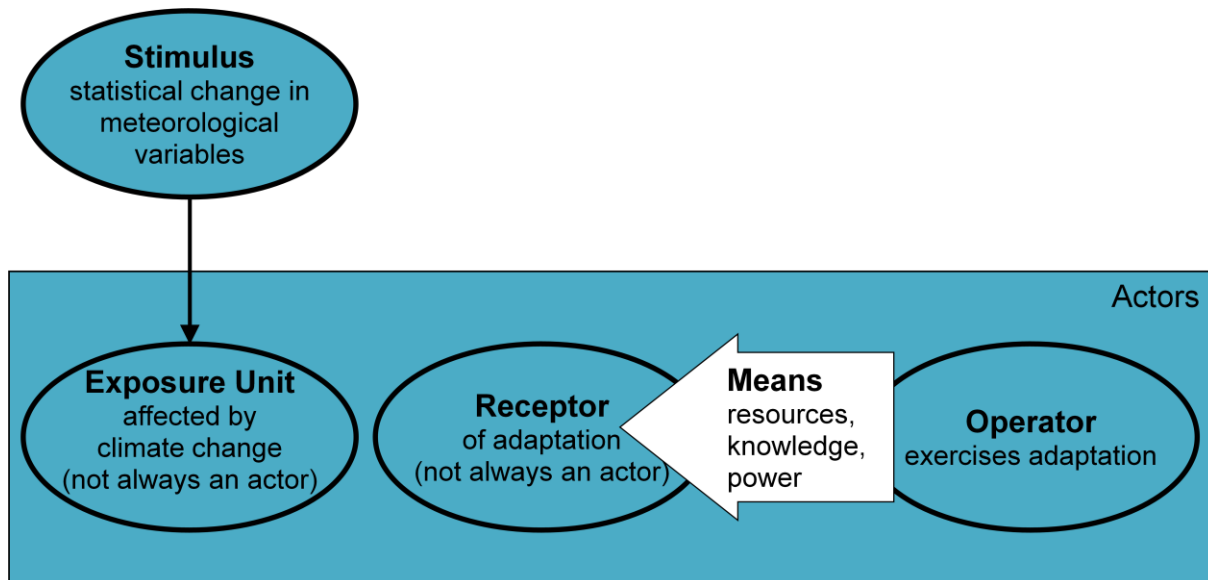 Stimulus
statistical change in
meteorological
variables
Actors
Exposure Unit
affected by
climate change
(not always an actor)
Receptor
of adaptation
(not always an actor)
Means
resources,
knowledge,
power
Operator
exercises adaptation